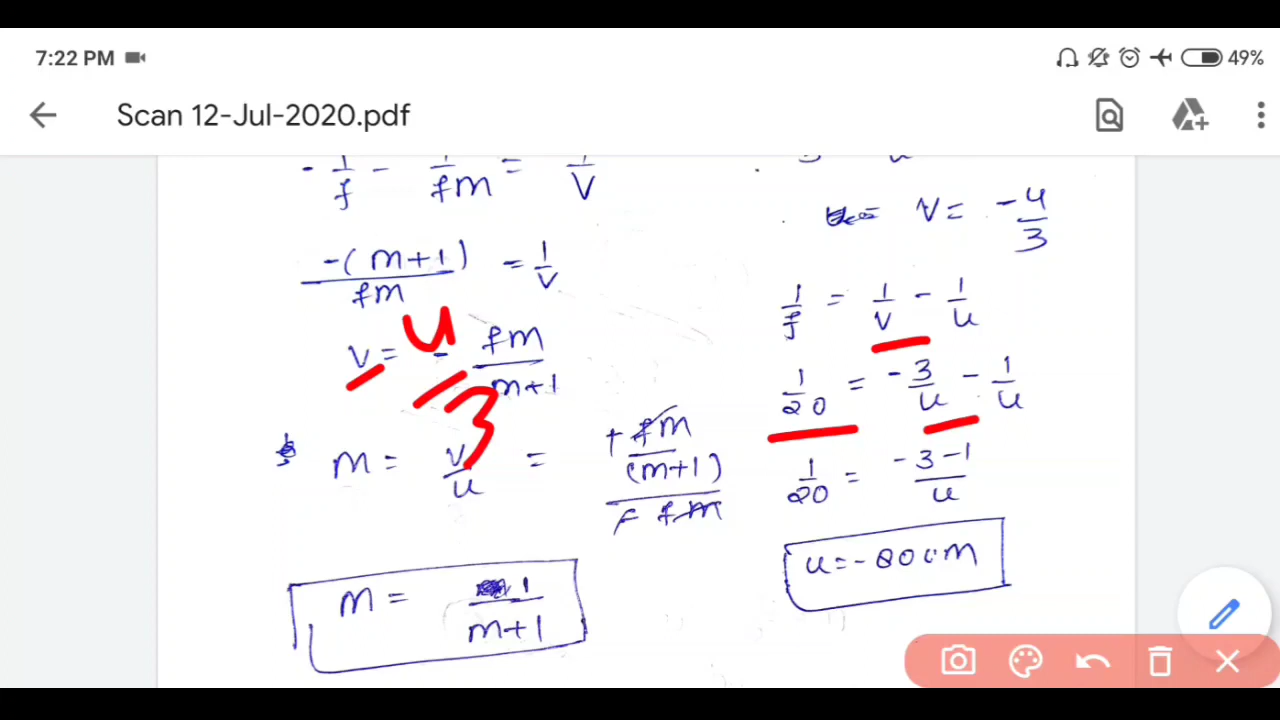 7:22 PM
49%
Scan 12-Jul-2020.pdf
- 1/f - 1/fm = 1/v
-(m+1)/fm = 1/v
v = - fm/m+1
u/3
m = v/u = + fm/(m+1) / fm
m = 1/m+1
v = -u/3
1/f = 1/v - 1/u
1/20 = -3/u - 1/u
1/20 = -3-1/u
u = -80cm